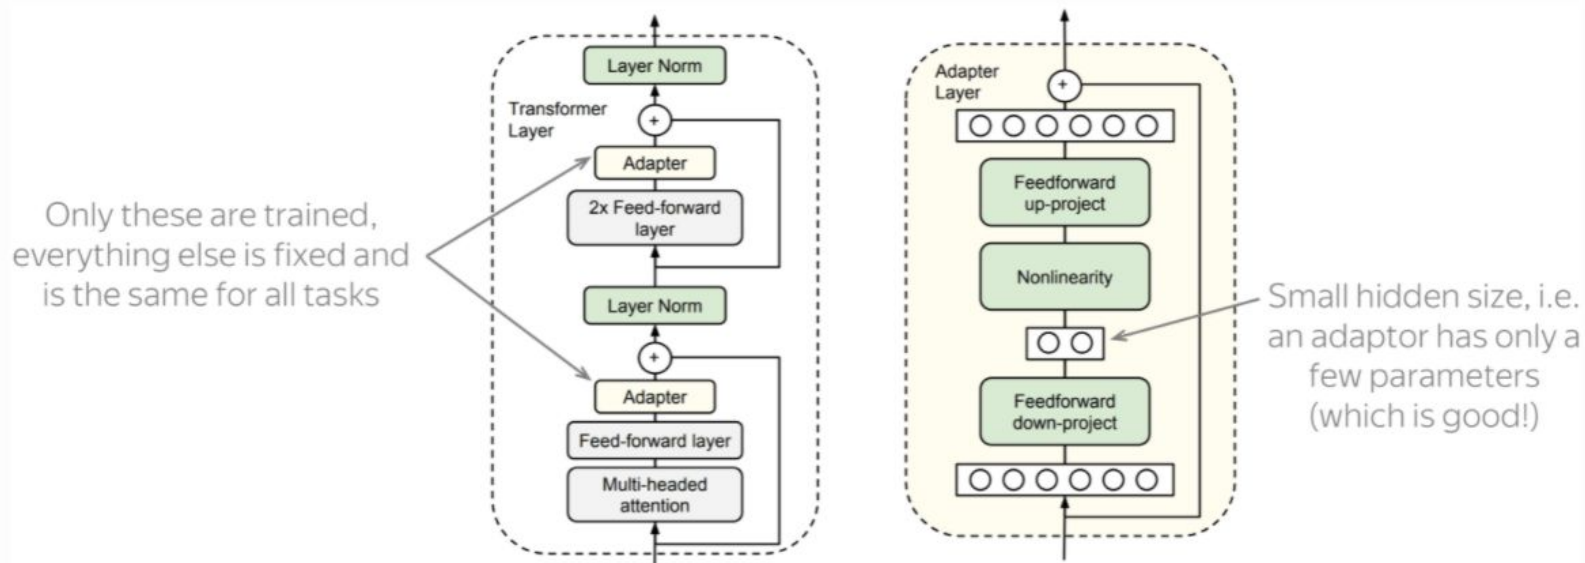 Only these are trained,
everything else is fixed and
is the same for all tasks
Layer Norm
Transformer
Layer
+
Adapter
2x Feed-forward
layer
Layer Norm
+
Adapter
Feed-forward layer
Multi-headed
attention
Adapter
Layer
+
Feedforward
up-project
Nonlinearity
Feedforward
down-project
Small hidden size, i.e.
an adaptor has only a
few parameters
(which is good!)